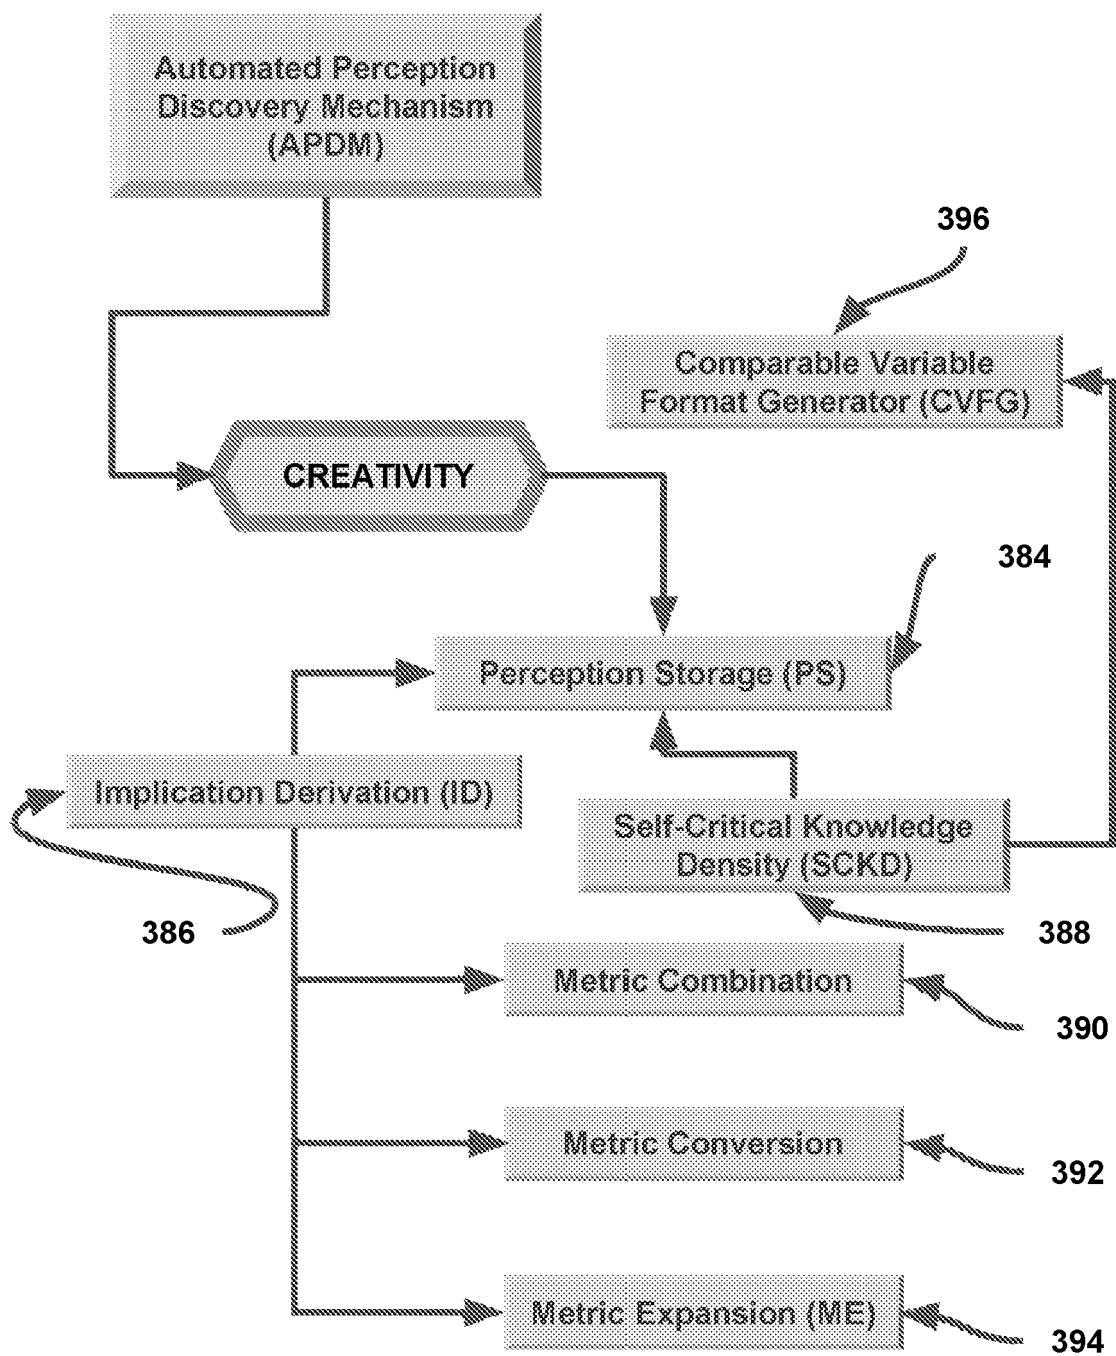 Automated Perception
Discovery Mechanism
(APDM)
396
Comparable Variable
Format Generator (CVFG)
CREATIVITY
384
Perception Storage (PS)
Implication Derivation (ID)
Self-Critical Knowledge
Density (SCKD)
386
388
Metric Combination
390
Metric Conversion
392
Metric Expansion (ME)
394